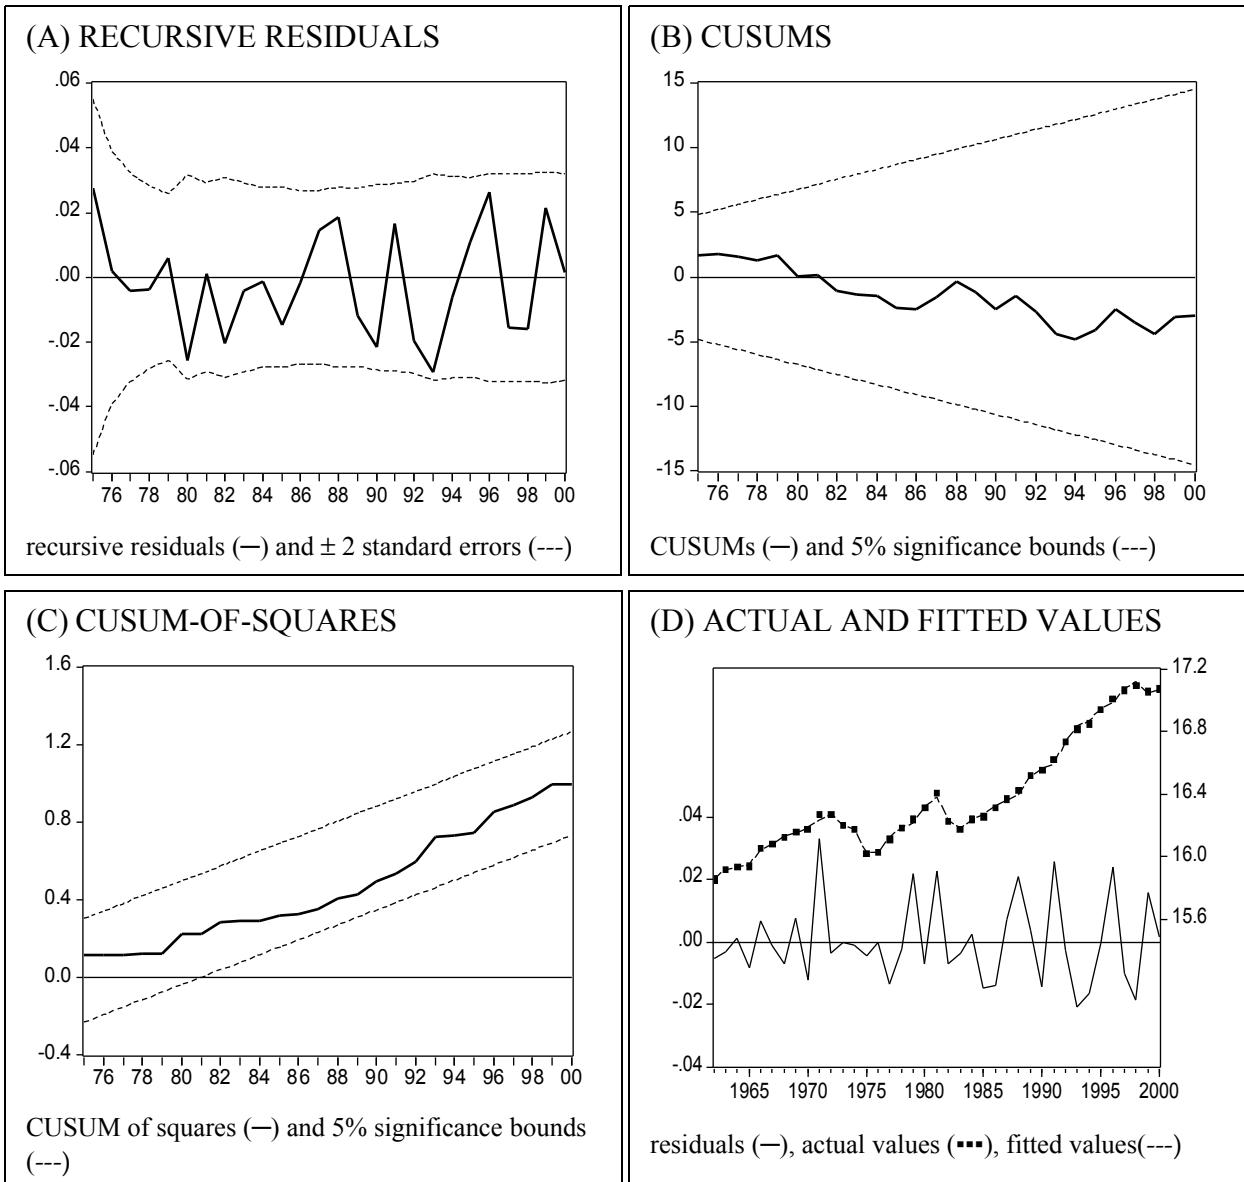 (A) RECURSIVE RESIDUALS
.06
.04
.02
.00
-.02
-.04
-.06
76 78 80 82 84 86 88 90 92 94 96 98 00
recursive residuals (—) and ± 2 standard errors (---)
(B) CUSUMS
15
10
5
0
-5
-10
-15
76 78 80 82 84 86 88 90 92 94 96 98 00
CUSUMs (—) and 5% significance bounds (---)
(C) CUSUM-OF-SQUARES
1.6
1.2
0.8
0.4
0.0
-0.4
76 78 80 82 84 86 88 90 92 94 96 98 00
CUSUM of squares (—) and 5% significance bounds
(---)
(D) ACTUAL AND FITTED VALUES
17.2
16.8
16.4
16.0
15.6
.04
.02
.00
-.02
-.04
1965 1970 1975 1980 1985 1990 1995 2000
residuals (—), actual values (▪▪▪), fitted values(---)